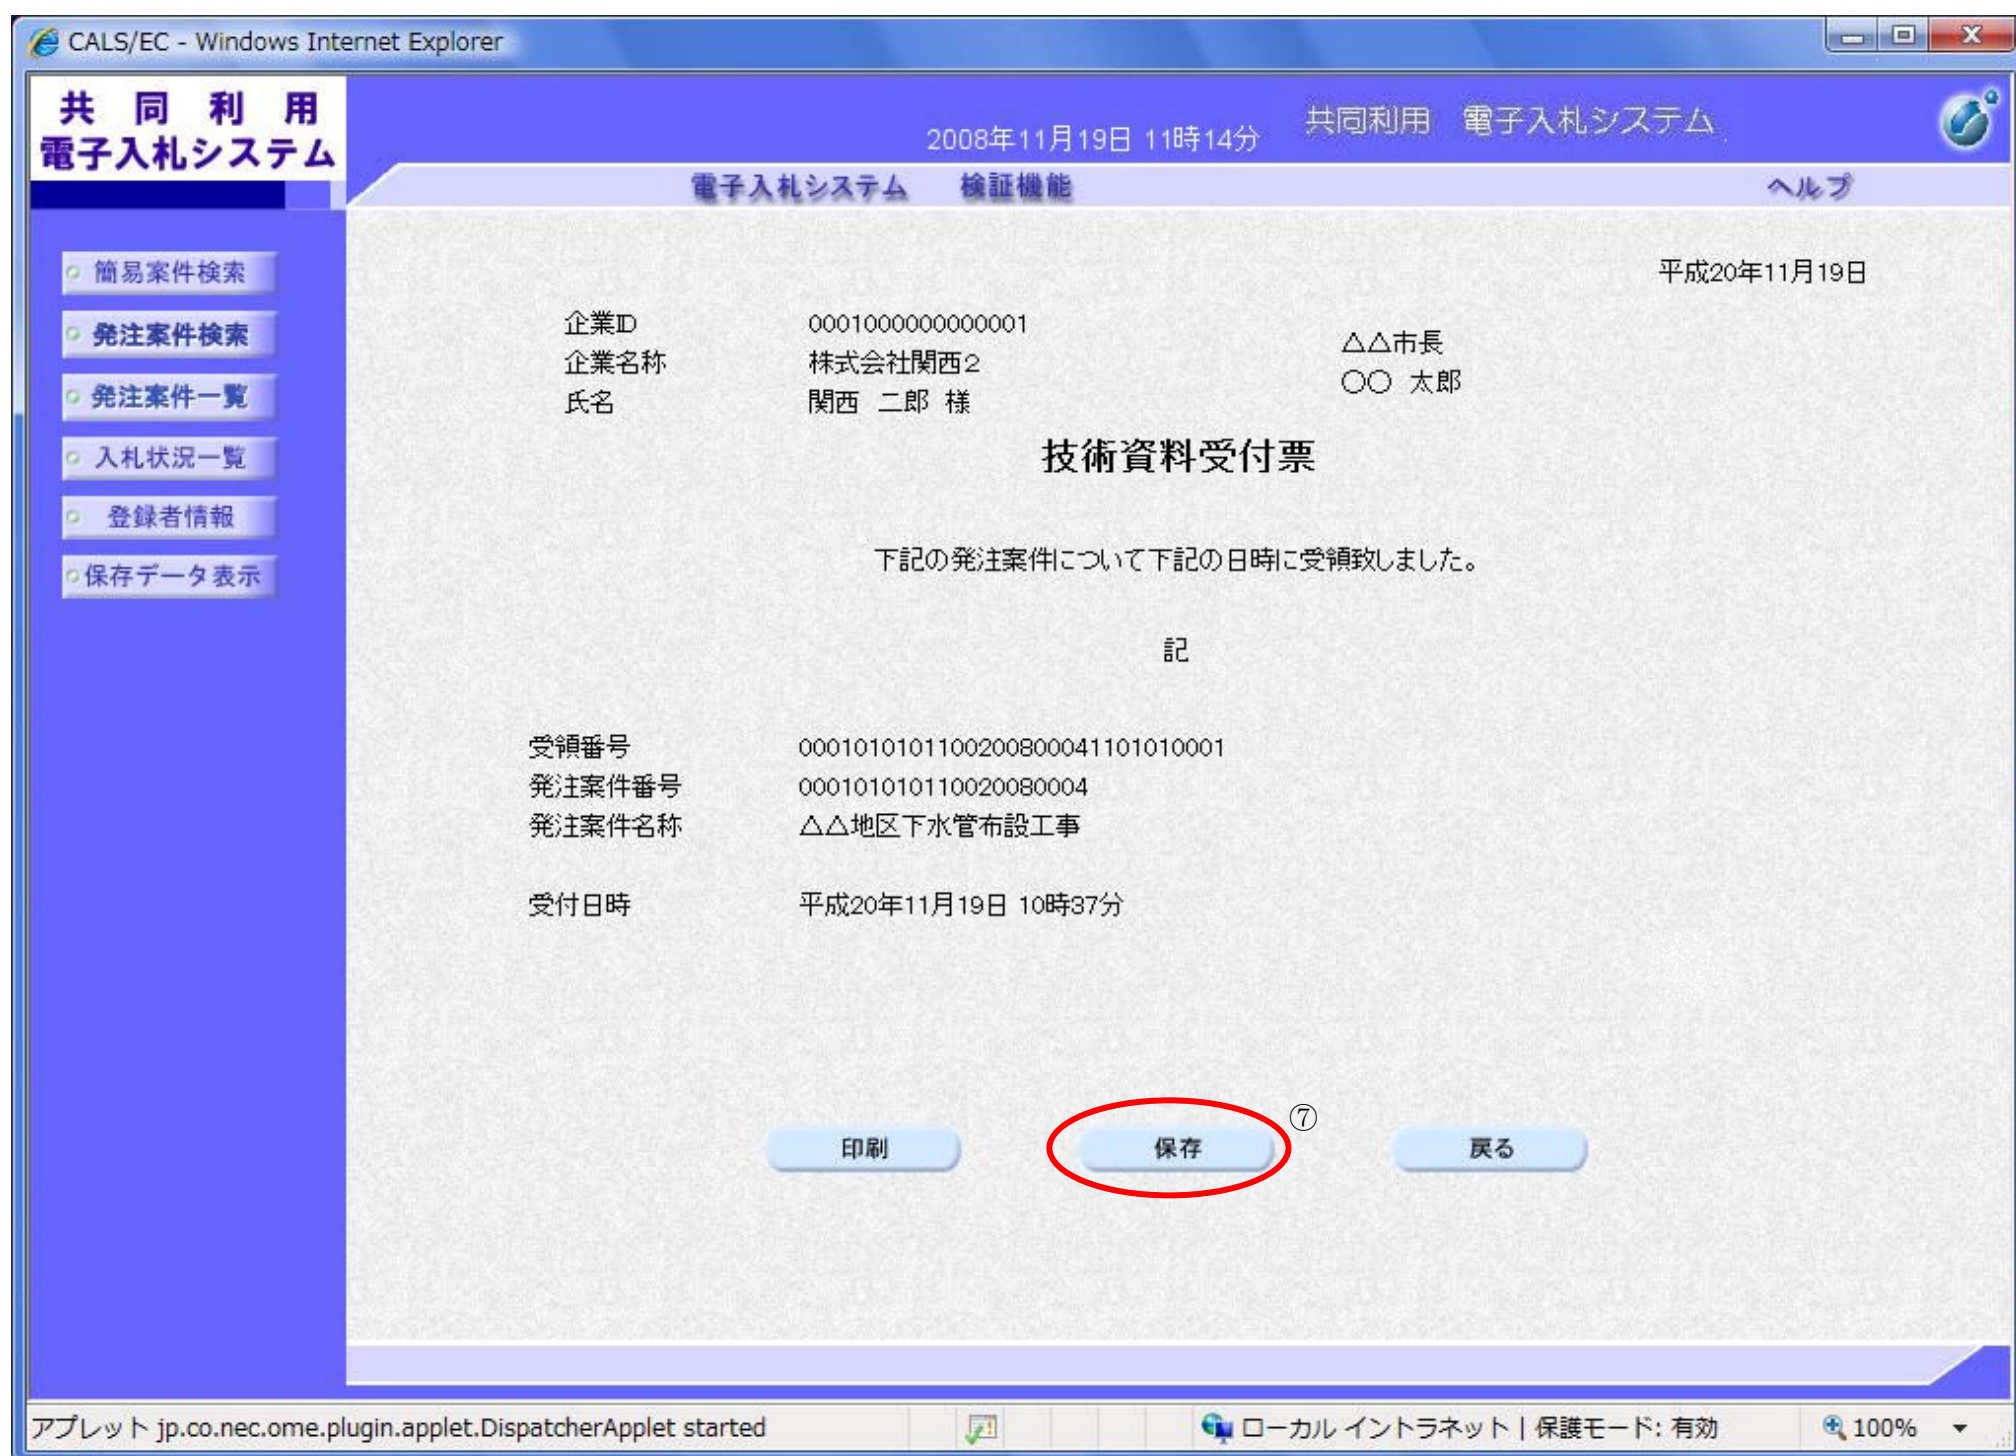 CALS/EC - Windows Internet Explorer
共 同 利 用
電子入札システム
2008年11月19日 11時14分
共同利用 電子入札システム
電子入札システム 検証機能 ヘルプ
簡易案件検索
発注案件検索
発注案件一覧
入札状況一覧
登録者情報
保存データ表示
平成20年11月19日
企業ID 0001000000000001
企業名称 株式会社関西2
氏名 関西 二郎 様
△△市長
〇〇 太郎
技術資料受付票
下記の発注案件について下記の日時に受領致しました。
記
受領番号 0001010101100200800041101010001
発注案件番号 000101010110020080004
発注案件名称 △△地区下水管布設工事
受付日時 平成20年11月19日 10時37分
⑦
印刷 保存 戻る
アプレット jp.co.nec.ome.plugin.applet.DispatcherApplet started
ローカル イントラネット | 保護モード: 有効
100%